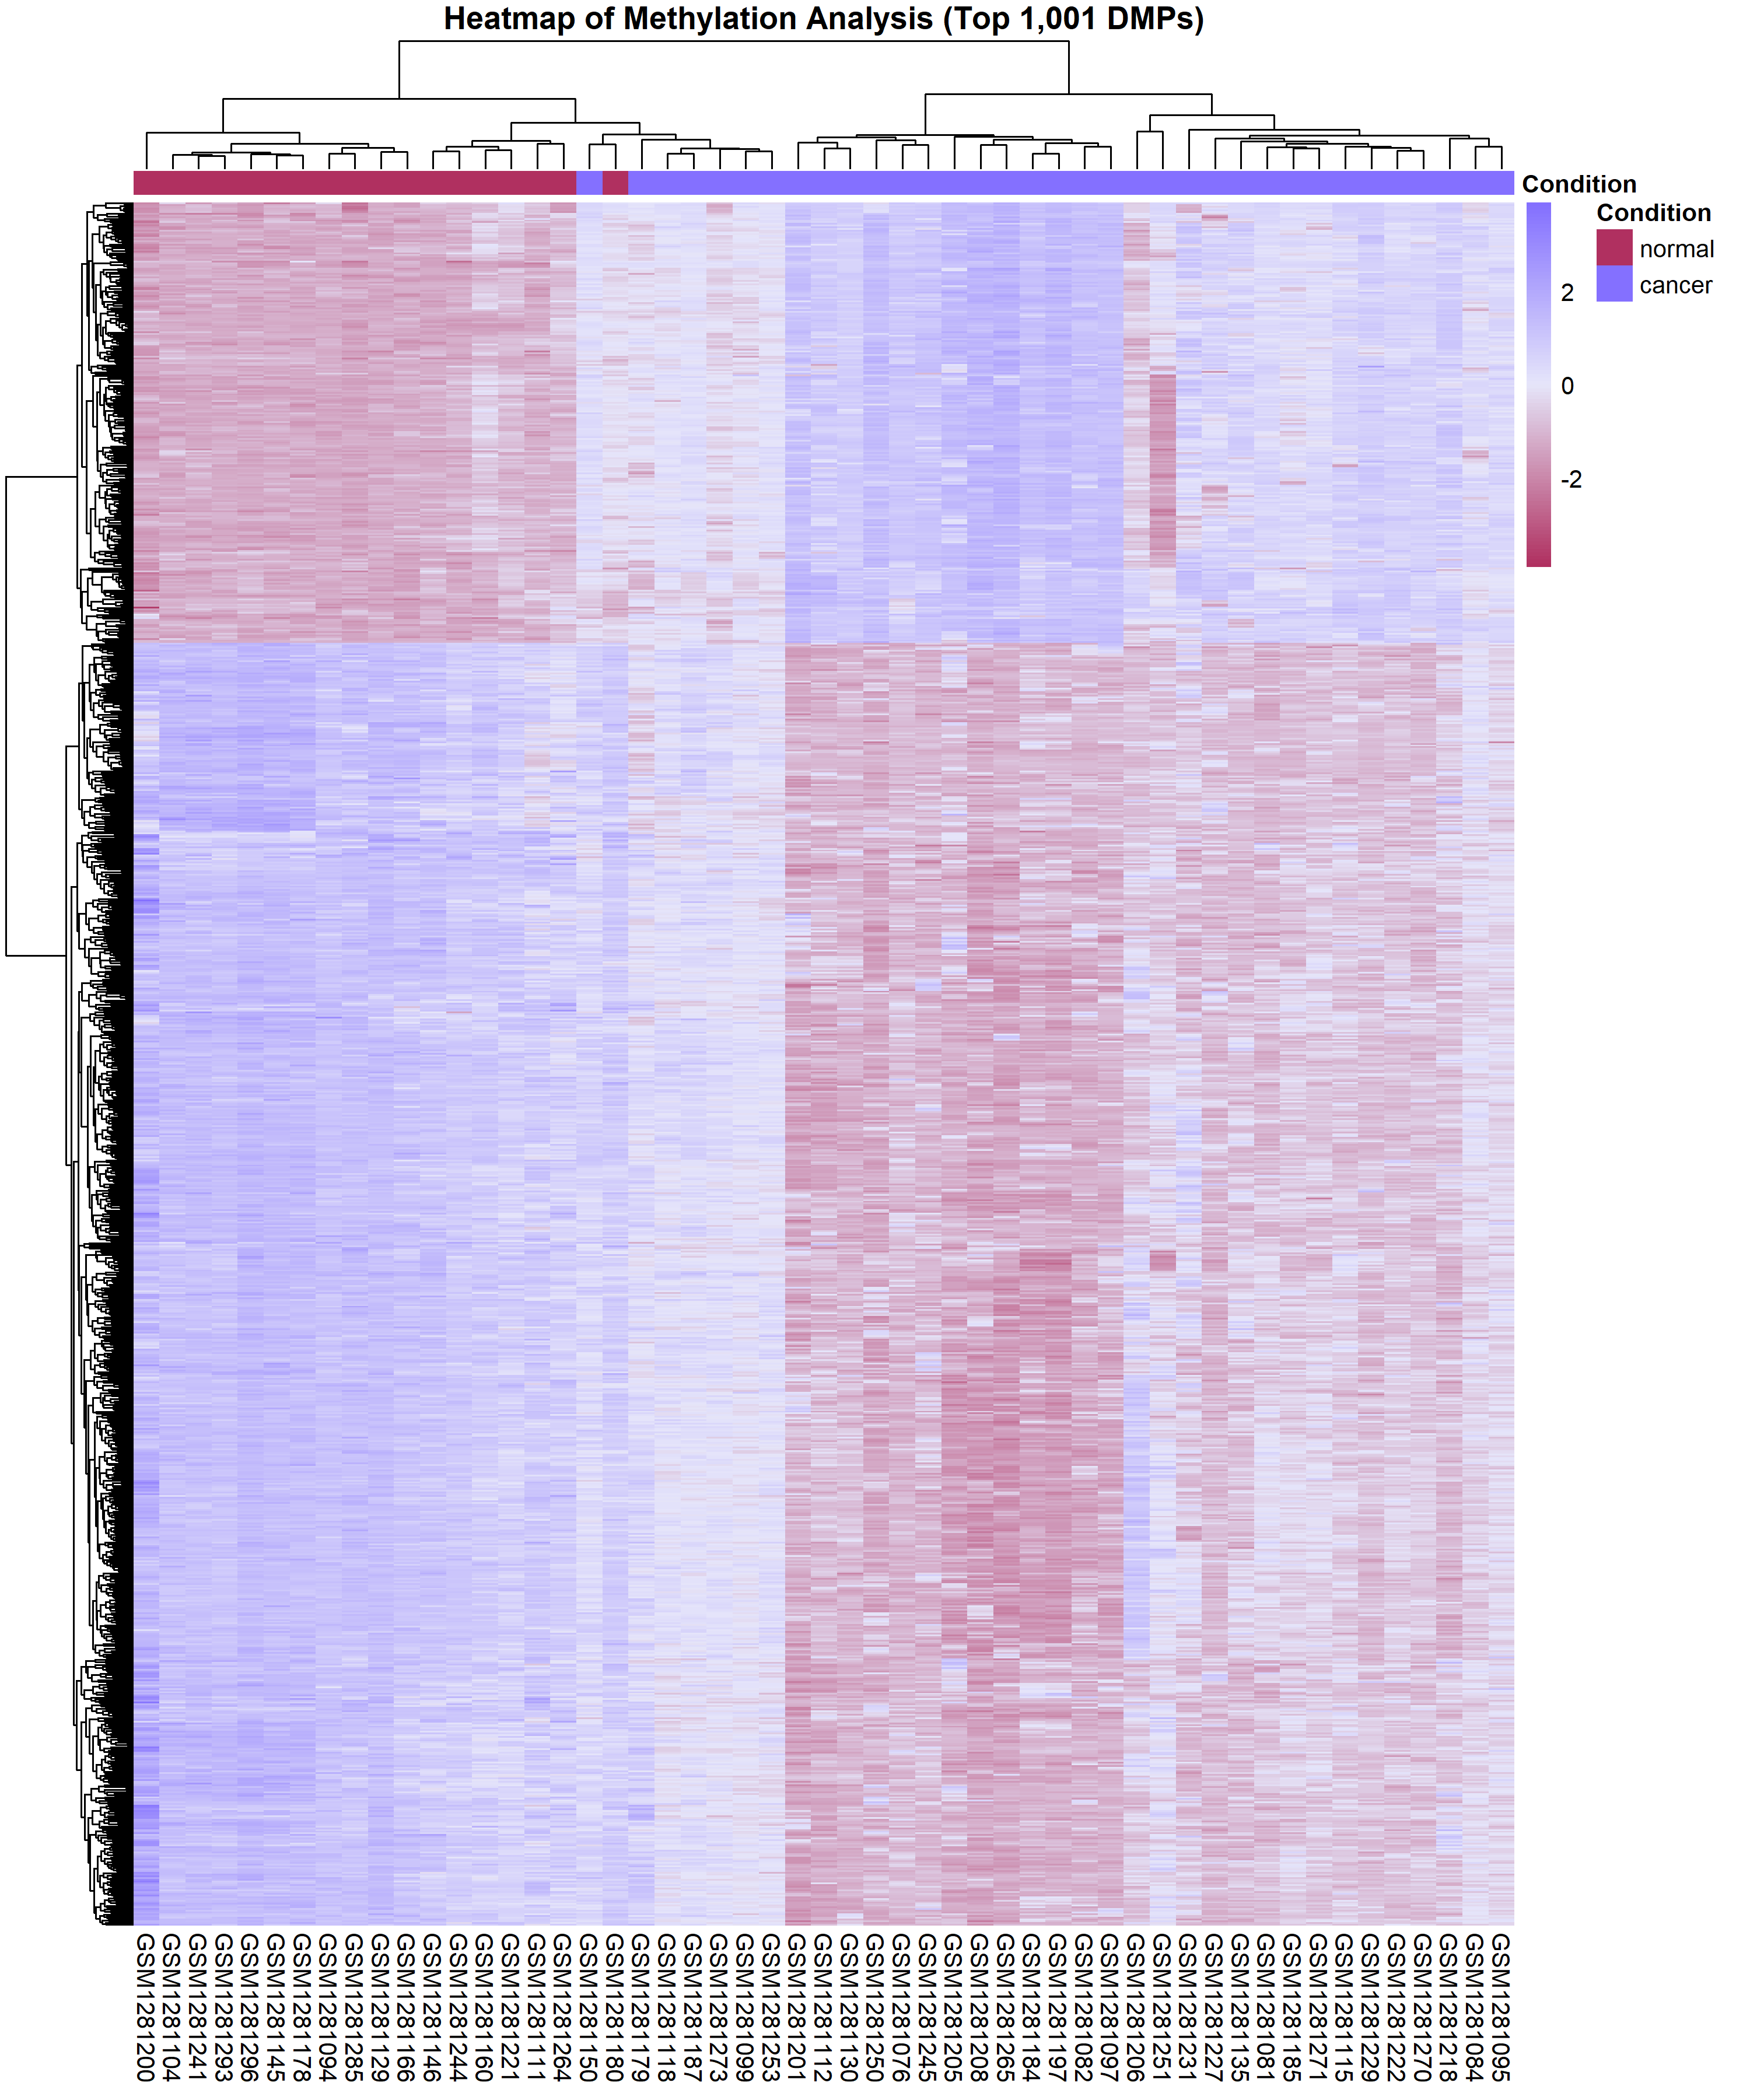 Heatmap of Methylation Analysis (Top 1,001 DMPs)
Condition
Condition
normal
cancer
2
0
-2
GSM1281200
GSM1281104
GSM1281241
GSM1281293
GSM1281296
GSM1281145
GSM1281178
GSM1281094
GSM1281285
GSM1281129
GSM1281166
GSM1281146
GSM1281244
GSM1281160
GSM1281221
GSM1281111
GSM1281264
GSM1281150
GSM1281180
GSM1281179
GSM1281118
GSM1281187
GSM1281273
GSM1281099
GSM1281253
GSM1281201
GSM1281112
GSM1281130
GSM1281250
GSM1281076
GSM1281245
GSM1281205
GSM1281208
GSM1281265
GSM1281184
GSM1281197
GSM1281082
GSM1281097
GSM1281206
GSM1281251
GSM1281231
GSM1281227
GSM1281135
GSM1281081
GSM1281185
GSM1281271
GSM1281115
GSM1281229
GSM1281222
GSM1281270
GSM1281218
GSM1281084
GSM1281095